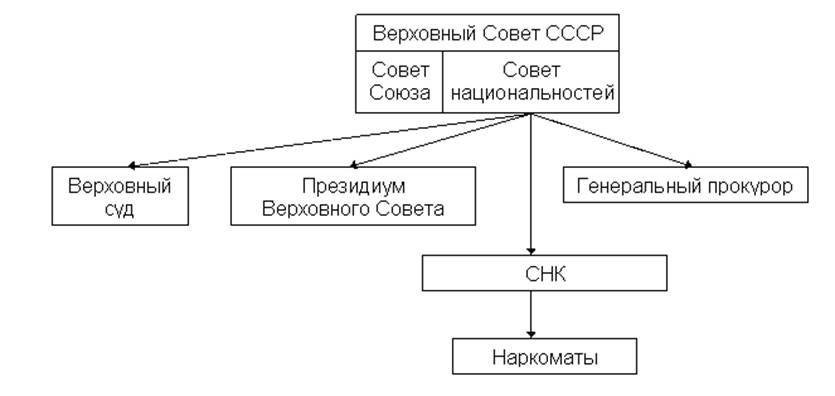 Верховный Совет СССР
Совет
Союза
Совет
национальностей
Верховный
суд
Президиум
Верховного Совета
Генеральный прокурор
СНК
Наркоматы